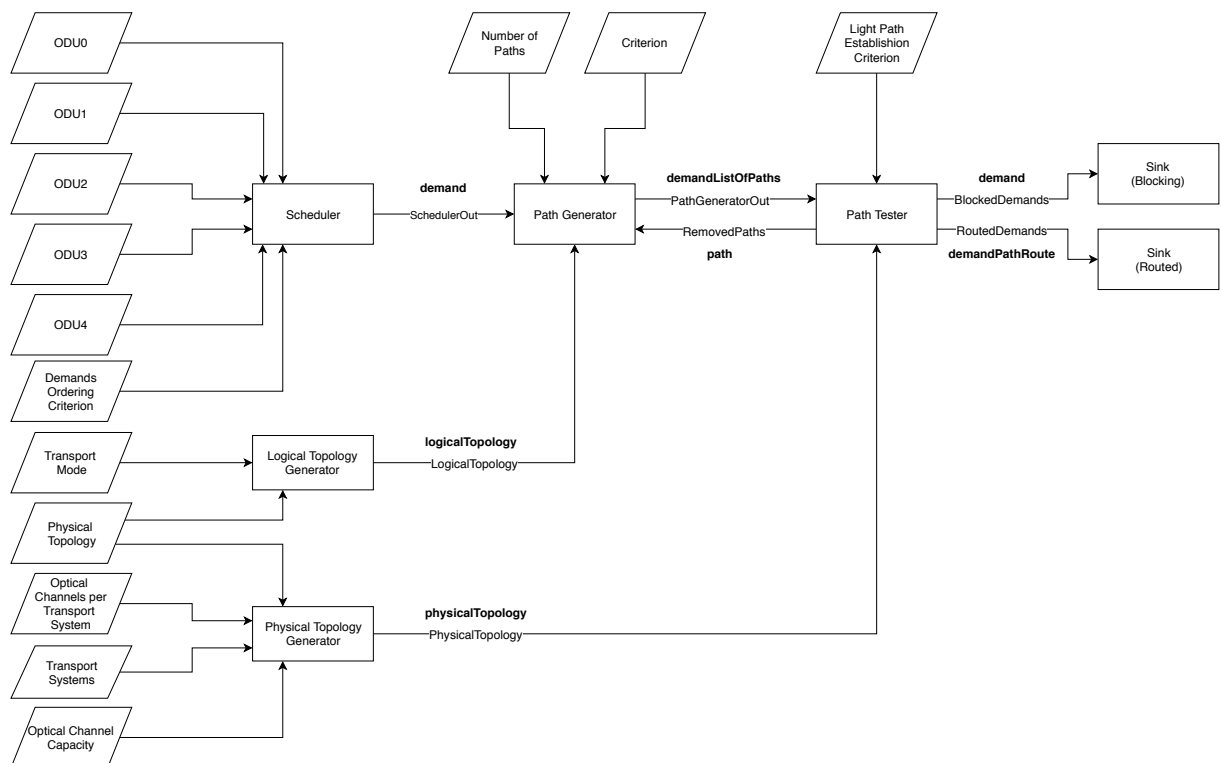 ODU0
Number of
Paths
Criterion
Light Path
Establishion
Criterion
ODU1
ODU2
Scheduler
demand
SchedulerOut
Path Generator
demandListOfPaths
PathGeneratorOut
RemovedPaths
path
Path Tester
demand
BlockedDemands
RoutedDemands
demandPathRoute
Sink
(Blocking)
Sink
(Routed)
ODU3
ODU4
Demands
Ordering
Criterion
Transport
Mode
Logical Topology
Generator
logicalTopology
LogicalTopology
Physical
Topology
Optical
Channels per
Transport
System
Physical Topology
Generator
physicalTopology
PhysicalTopology
Transport
Systems
Optical Channel
Capacity